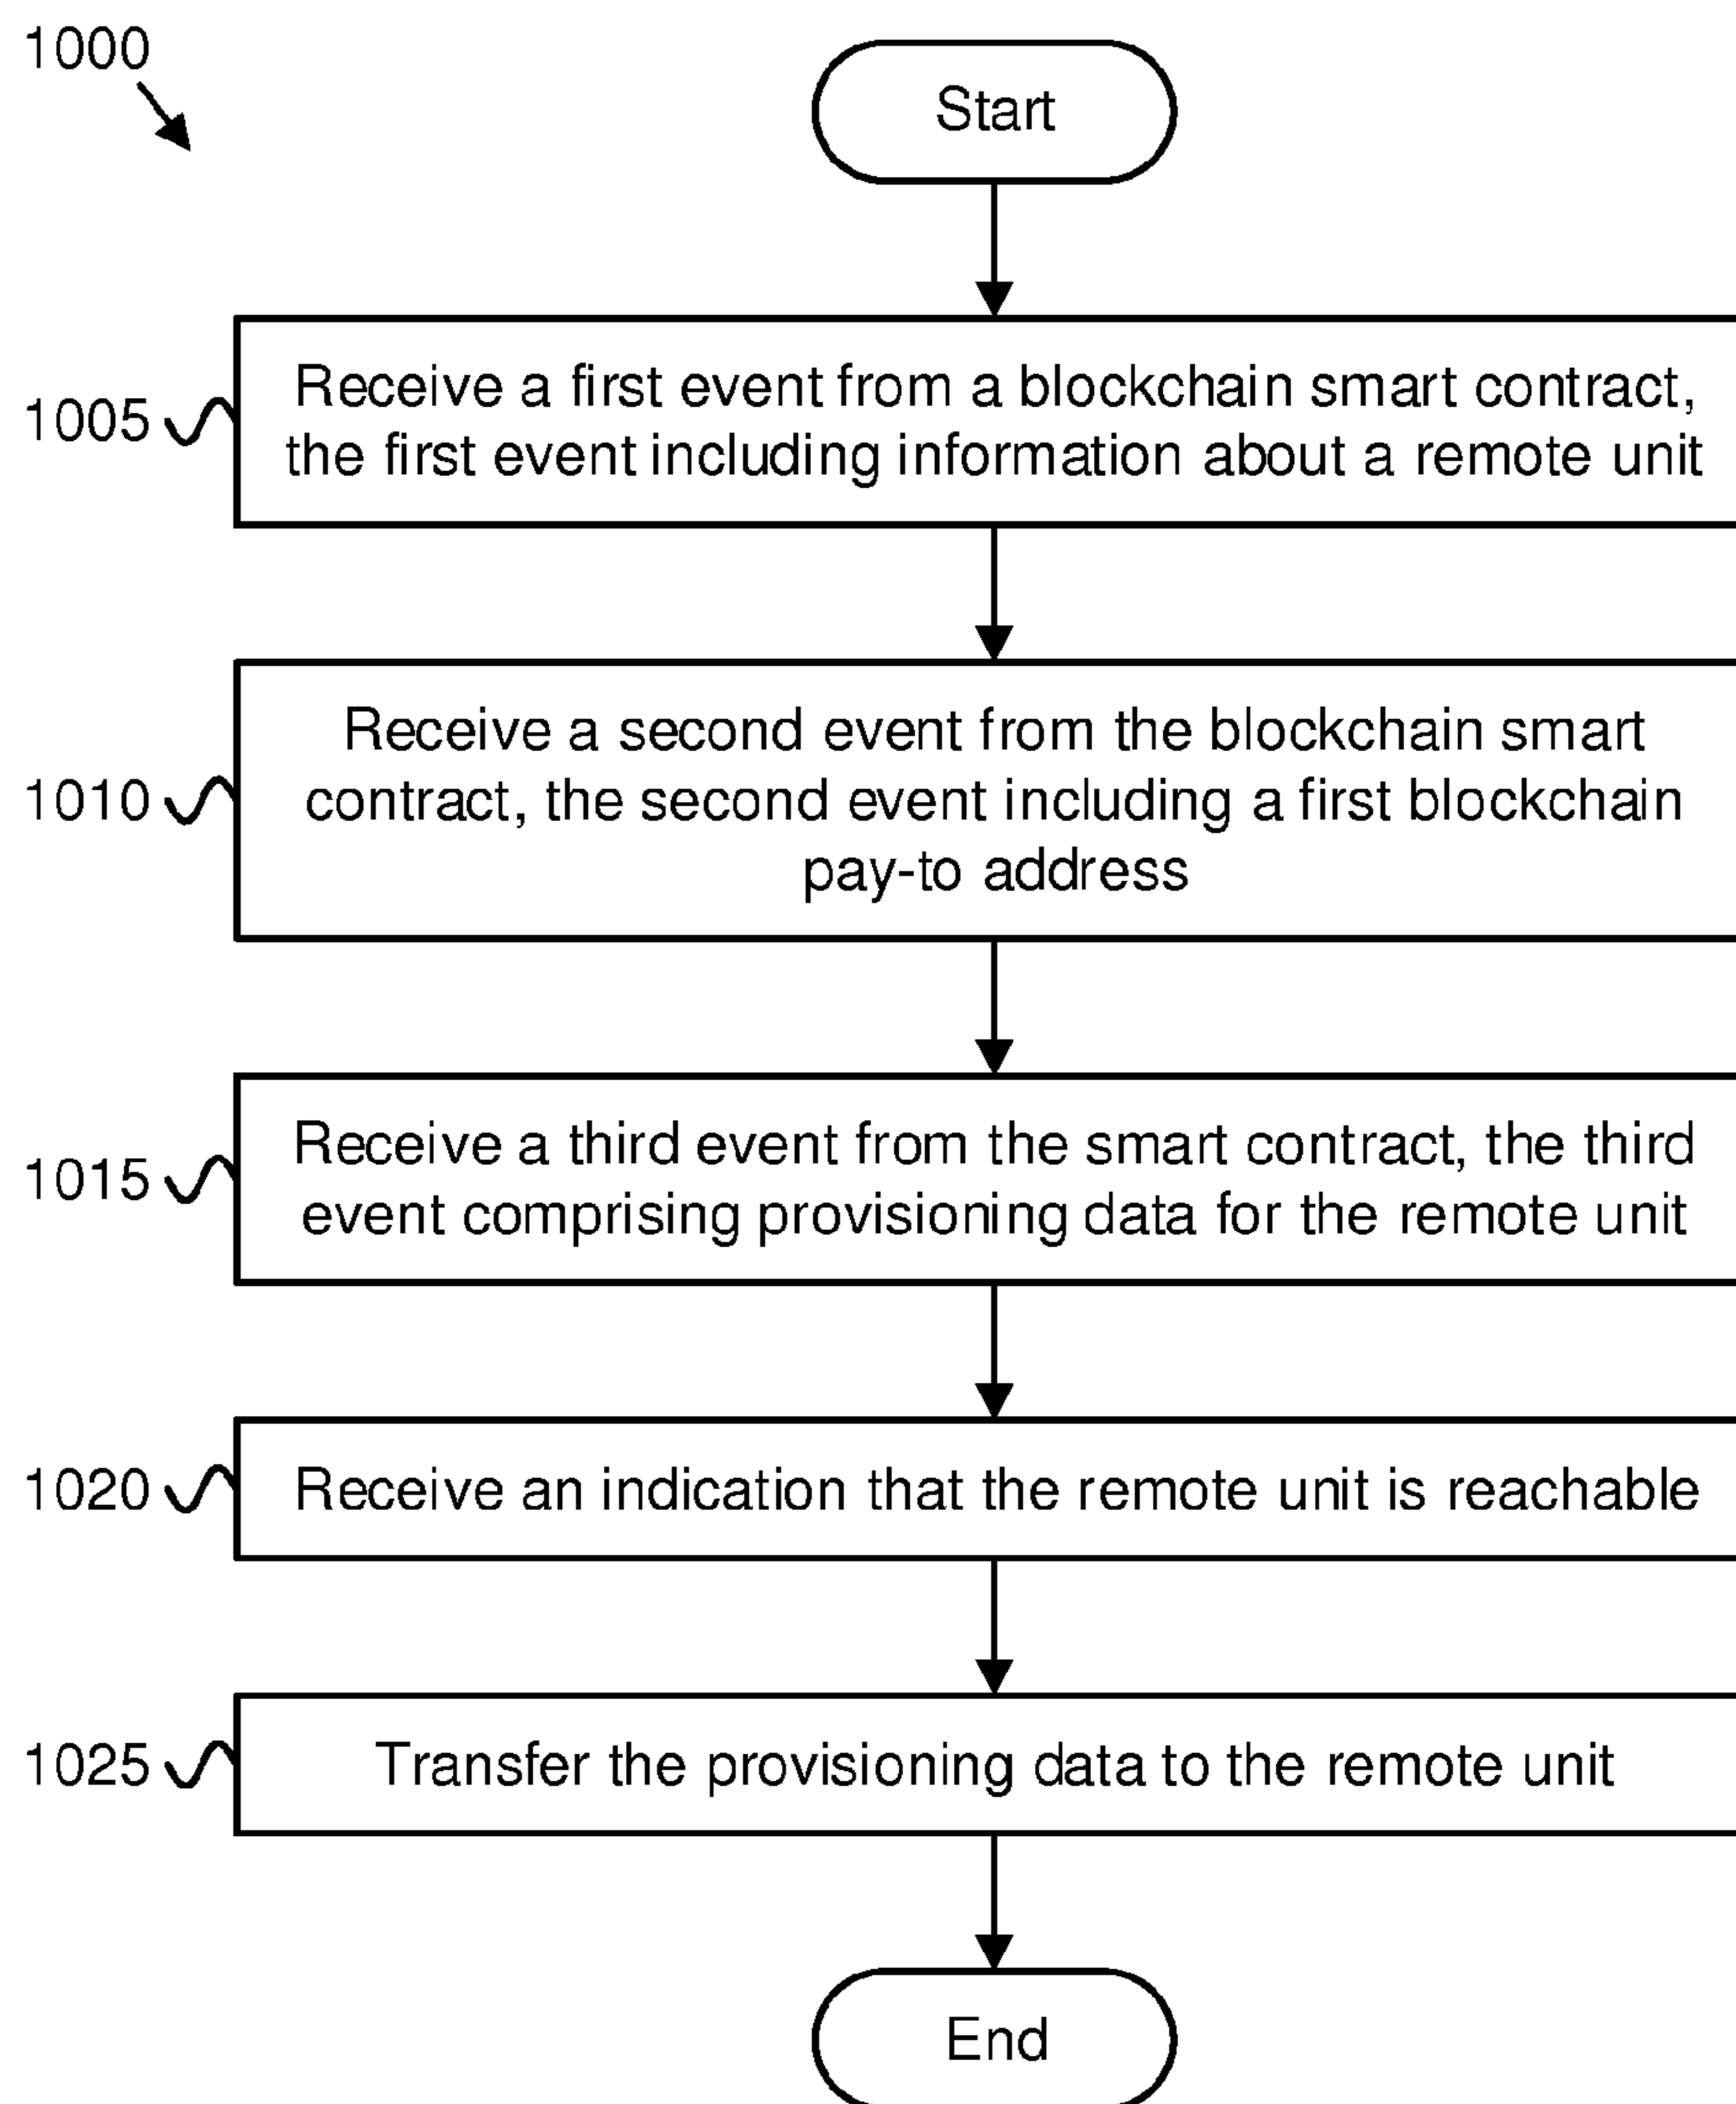 1000
Start
1005
Receive a first event from a blockchain smart contract,
the first event including information about a remote unit
1010
Receive a second event from the blockchain smart
contract, the second event including a first blockchain
pay-to address
1015
Receive a third event from the smart contract, the third
event comprising provisioning data for the remote unit
1020
Receive an indication that the remote unit is reachable
1025
Transfer the provisioning data to the remote unit
End